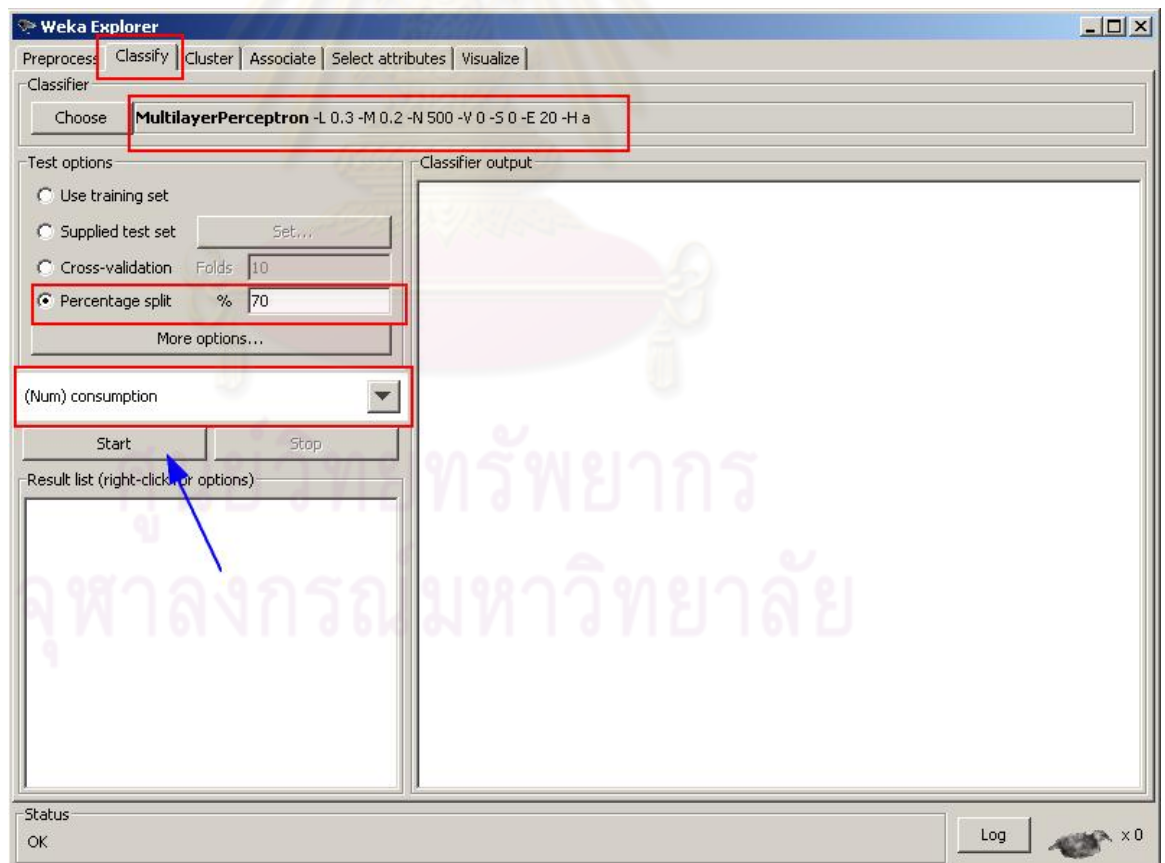 Weka Explorer
Preprocess Classify Cluster Associate Select attributes Visualize
Classifier
Choose MultilayerPerceptron -L 0.3 -M 0.2 -N 500 -V 0 -S 0 -E 20 -H a
Test options
Use training set
Supplied test set Set...
Cross-validation Folds 10
Percentage split % 70
More options...
(Num) consumption
Start Stop
Result list (right-click for options)
Classifier output
ศูนย์วิทยทรัพยากร
จุฬาลงกรณ์มหาวิทยาลัย
Status
OK
Log x 0